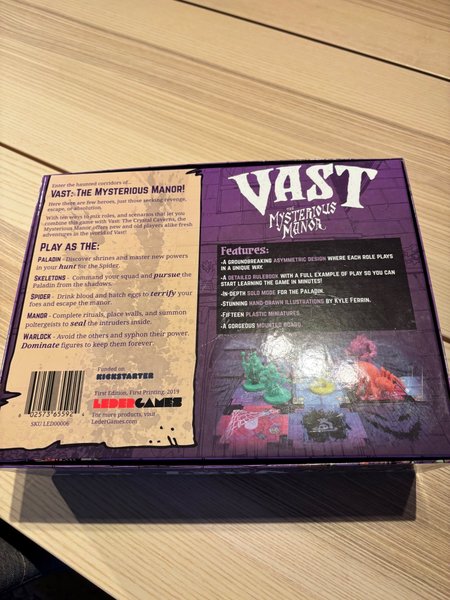 Enter the haunted corridors of...
VAST: THE MYSTERIOUS MANOR!
Here there are few heroes, just those seeking revenge,
escape, or absolution.
With ten ways to mix roles, and scenarios that let you
combine this game with Vast: The Crystal Caverns, the
Mysterious Manor offers new and old players alike fresh
adventures in the world of Vast!
PLAY AS THE:
PALADIN - Discover shrines and master new powers
in your hunt for the Spider.
SKELETONS - Command your squad and pursue the
Paladin from the shadows.
SPIDER - Drink blood and hatch eggs to terrify your
foes and escape the manor.
MANOR - Complete rituals, place walls, and summon
poltergeists to seal the intruders inside.
WARLOCK - Avoid the others and syphon their power.
Dominate figures to keep them forever.
Funded on
KICKSTARTER
First Edition, First Printing, 2019
LEDERGAMES
For more products, visit
LederGames.com
6 02573 65592 4
SKU LED00006
VAST
THE
MYSTERIOUS
MANOR
Features:
-A GROUNDBREAKING ASYMMETRIC DESIGN WHERE EACH ROLE PLAYS
IN A UNIQUE WAY.
-A DETAILED RULEBOOK WITH A FULL EXAMPLE OF PLAY SO YOU CAN
START LEARNING THE GAME IN MINUTES!
-IN-DEPTH SOLO MODE FOR THE PALADIN.
-STUNNING HAND-DRAWN ILLUSTRATIONS BY KYLE FERRIN.
-FIFTEEN PLASTIC MINIATURES.
-A GORGEOUS MOUNTED BOARD.